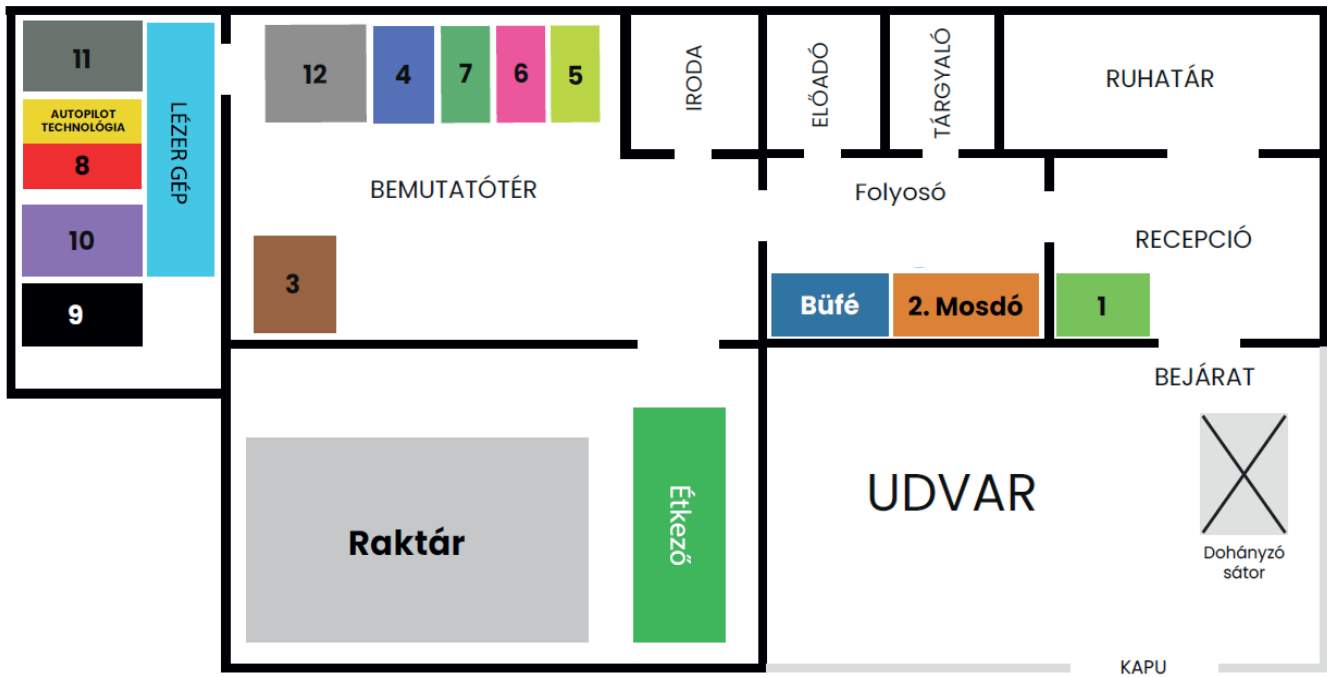 11
AUTOPILOT
TECHNOLÓGIA
8
10
9
LÉZER GÉP
12
4
7
6
5
BEMUTATÓTÉR
3
IRODA
ELŐADÓ
TÁRGYALÓ
RUHATÁR
Folyosó
RECEPCIÓ
Büfé
2. Mosdó
1
BEJÁRAT
Raktár
Étkező
UDVAR
Dohányzó
sátor
KAPU